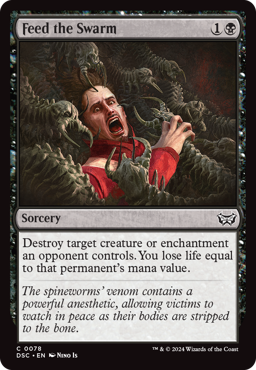 Feed the Swarm 1
Sorcery
Destroy target creature or enchantment
an opponent controls. You lose life equal
to that permanent's mana value.
The spineworms' venom contains a
powerful anesthetic, allowing victims to
watch in peace as their bodies are stripped
to the bone.
C 0078
DSC • EN Nino Is
™ & © 2024 Wizards of the Coast